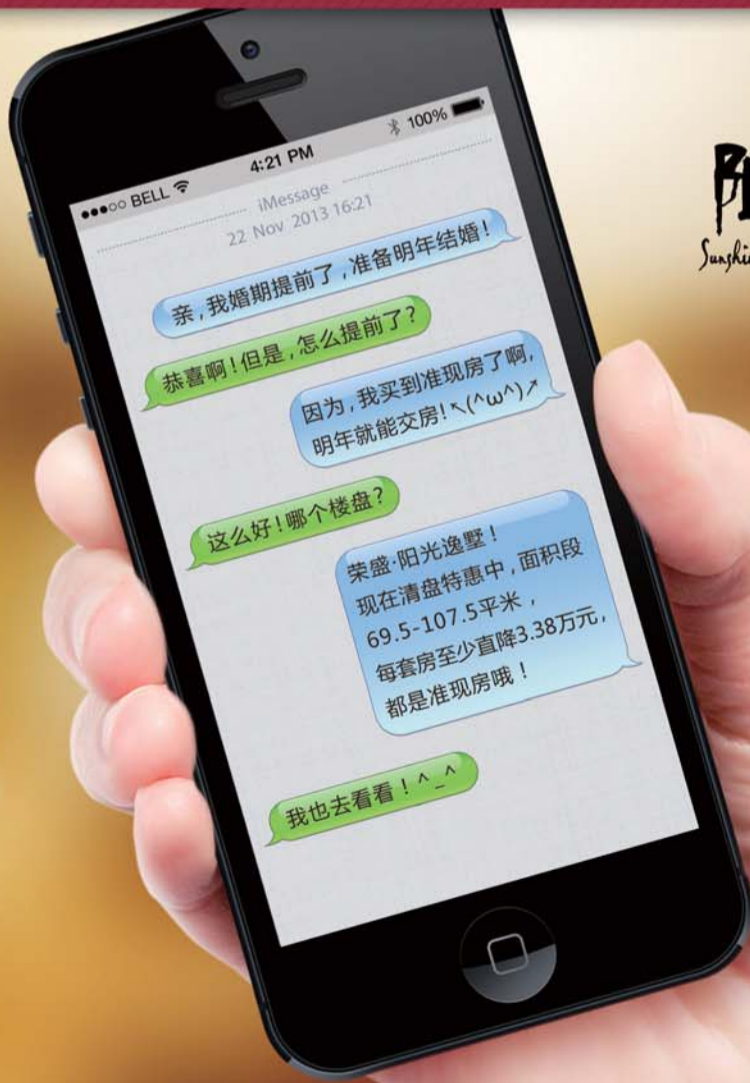 BELL
4:21 PM
100%
iMessage
22 Nov 2013 16:21
亲，我婚期提前了，准备明年结婚！
恭喜啊！但是，怎么提前了？
因为，我买到准现房了啊，
明年就能交房！↖(^ω^)↗
这么好！哪个楼盘？
荣盛·阳光逸墅！
现在清盘特惠中，面积段
69.5-107.5平米，
每套房至少直降3.38万元，
都是准现房哦！
我也去看看！^_^